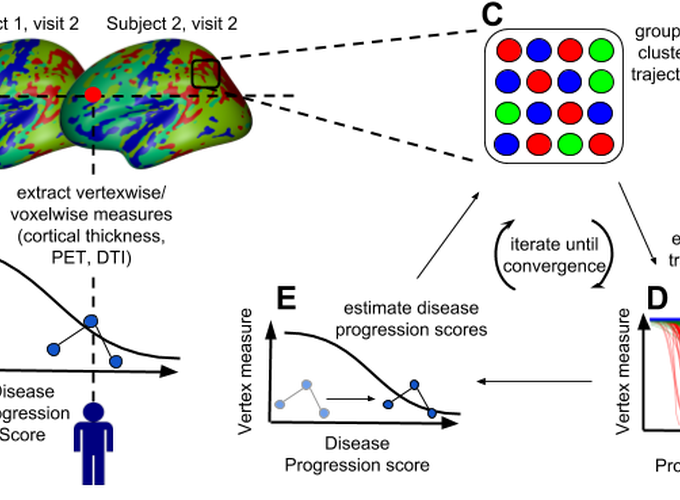 ct 1, visit 2
Subject 2, visit 2
C
group
cluste
traject
extract vertexwise/
voxelwise measures
(cortical thickness,
PET, DTI)
iterate until
convergence
e
tr
E
estimate disease
progression scores
D
Vertex measure
Vertex measure
Disease
Progression score
isease
ogression
Score
Pro